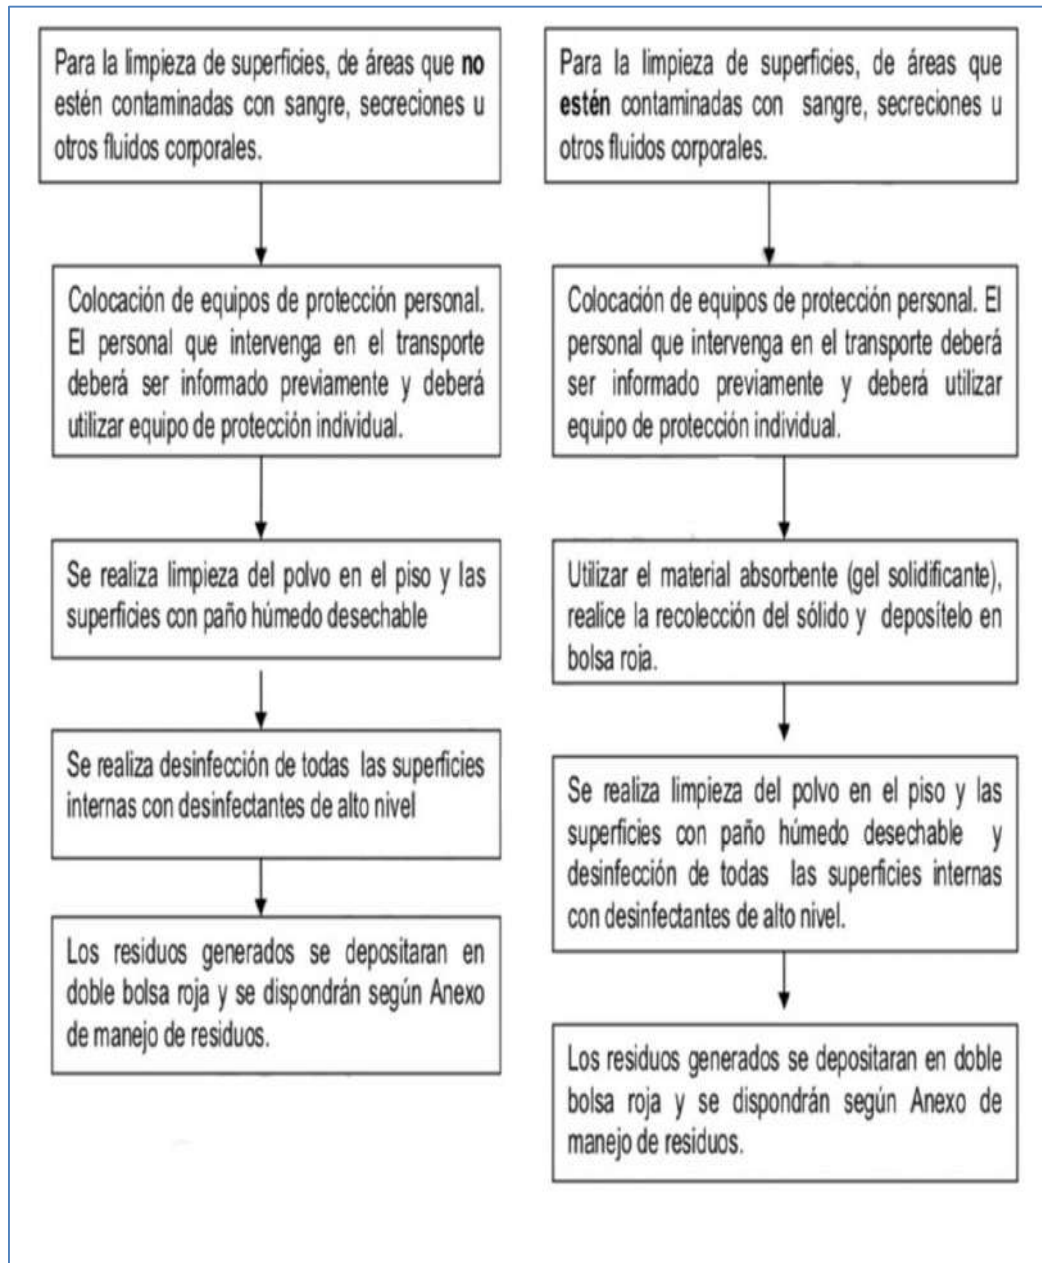 Para la limpieza de superficies, de áreas que no
estén contaminadas con sangre, secreciones u
otros fluidos corporales.
Colocación de equipos de protección personal.
El personal que intervenga en el transporte
deberá ser informado previamente y deberá
utilizar equipo de protección individual.
Se realiza limpieza del polvo en el piso y las
superficies con paño húmedo desechable
Se realiza desinfección de todas las superficies
internas con desinfectantes de alto nivel
Los residuos generados se depositaran en
doble bolsa roja y se dispondrán según Anexo
de manejo de residuos.
Para la limpieza de superficies, de áreas que
estén contaminadas con sangre, secreciones u
otros fluidos corporales.
Colocación de equipos de protección personal. El
personal que intervenga en el transporte deberá
ser informado previamente y deberá utilizar
equipo de protección individual.
Utilizar el material absorbente (gel solidificante),
realice la recolección del sólido y deposítelo en
bolsa roja.
Se realiza limpieza del polvo en el piso y las
superficies con paño húmedo desechable y
desinfección de todas las superficies internas
con desinfectantes de alto nivel.
Los residuos generados se depositaran en doble
bolsa roja y se dispondrán según Anexo de
manejo de residuos.